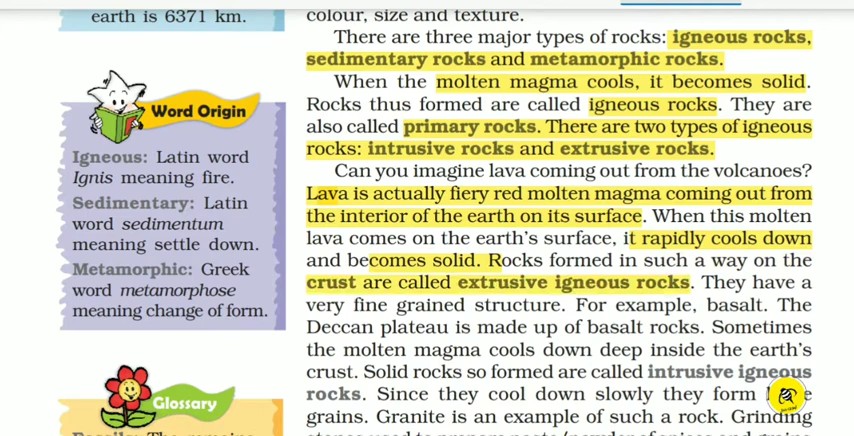 earth is 6371 km.
Word Origin
Igneous: Latin word
Ignis meaning fire.
Sedimentary: Latin
word sedimentum
meaning settle down.
Metamorphic: Greek
word metamorphose
meaning change of form.
Glossary
colour, size and texture.
There are three major types of rocks: igneous rocks,
sedimentary rocks and metamorphic rocks.
When the molten magma cools, it becomes solid.
Rocks thus formed are called igneous rocks. They are
also called primary rocks. There are two types of igneous
rocks: intrusive rocks and extrusive rocks.
Can you imagine lava coming out from the volcanoes?
Lava is actually fiery red molten magma coming out from
the interior of the earth on its surface. When this molten
lava comes on the earth's surface, it rapidly cools down
and becomes solid. Rocks formed in such a way on the
crust are called extrusive igneous rocks. They have a
very fine grained structure. For example, basalt. The
Deccan plateau is made up of basalt rocks. Sometimes
the molten magma cools down deep inside the earth's
crust. Solid rocks so formed are called intrusive igneous
rocks. Since they cool down slowly they form
grains. Granite is an example of such a rock. Grinding